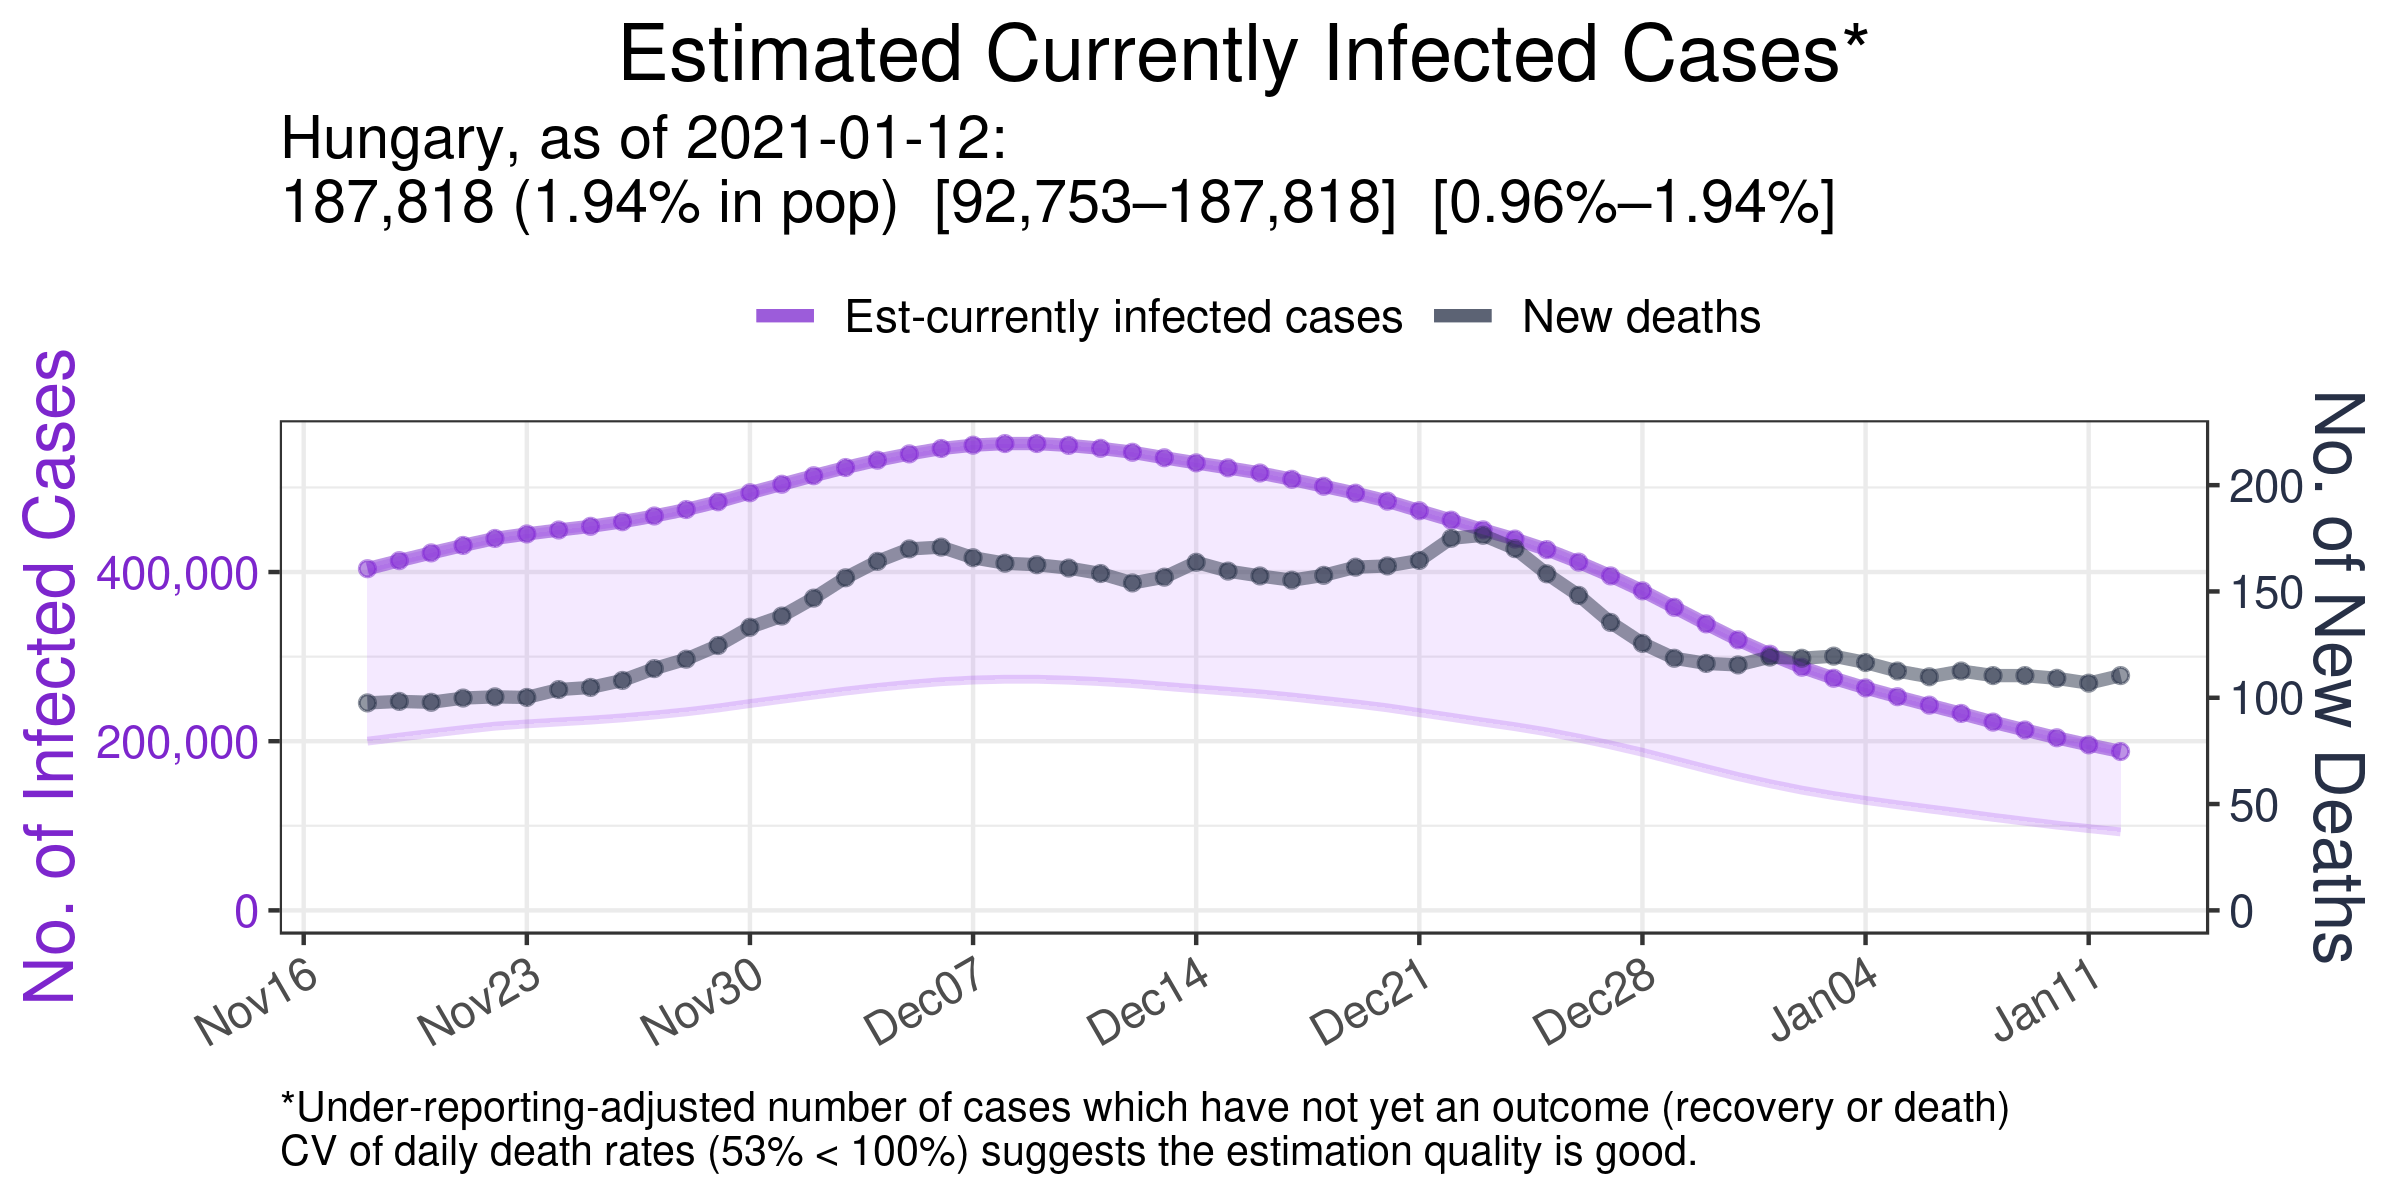 Estimated Currently Infected Cases*
Hungary, as of 2021-01-12:
187,818 (1.94% in pop)  [92,753–187,818]  [0.96%–1.94%]
Est-currently infected cases
New deaths
No. of Infected Cases
400,000
200,000
0
No. of New Deaths
200
150
100
50
0
Nov16
Nov23
Nov30
Dec07
Dec14
Dec21
Dec28
Jan04
Jan11
*Under-reporting-adjusted number of cases which have not yet an outcome (recovery or death)
CV of daily death rates (53% < 100%) suggests the estimation quality is good.